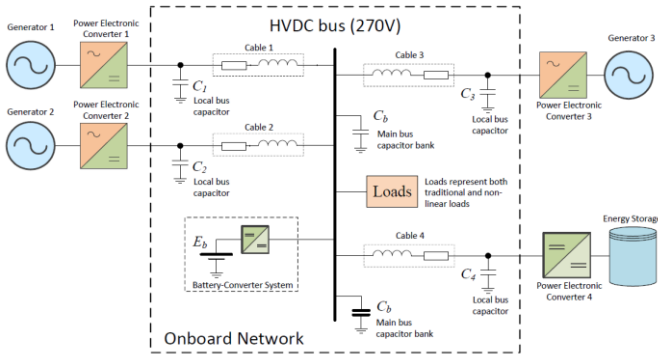 HVDC bus (270V)
Generator 1
Power Electronic
Converter 1
Cable 1
C1
Local bus
capacitor
Generator 2
Power Electronic
Converter 2
Cable 2
C2
Local bus
capacitor
Eb
Battery-Converter System
Onboard Network
Cable 3
C3
Local bus
capacitor
Power Electronic
Converter 3
Generator 3
Cb
Main bus
capacitor bank
Loads
Loads represent both
traditional and non-
linear loads
Cable 4
C4
Local bus
capacitor
Power Electronic
Converter 4
Energy Storage
Cb
Main bus
capacitor bank